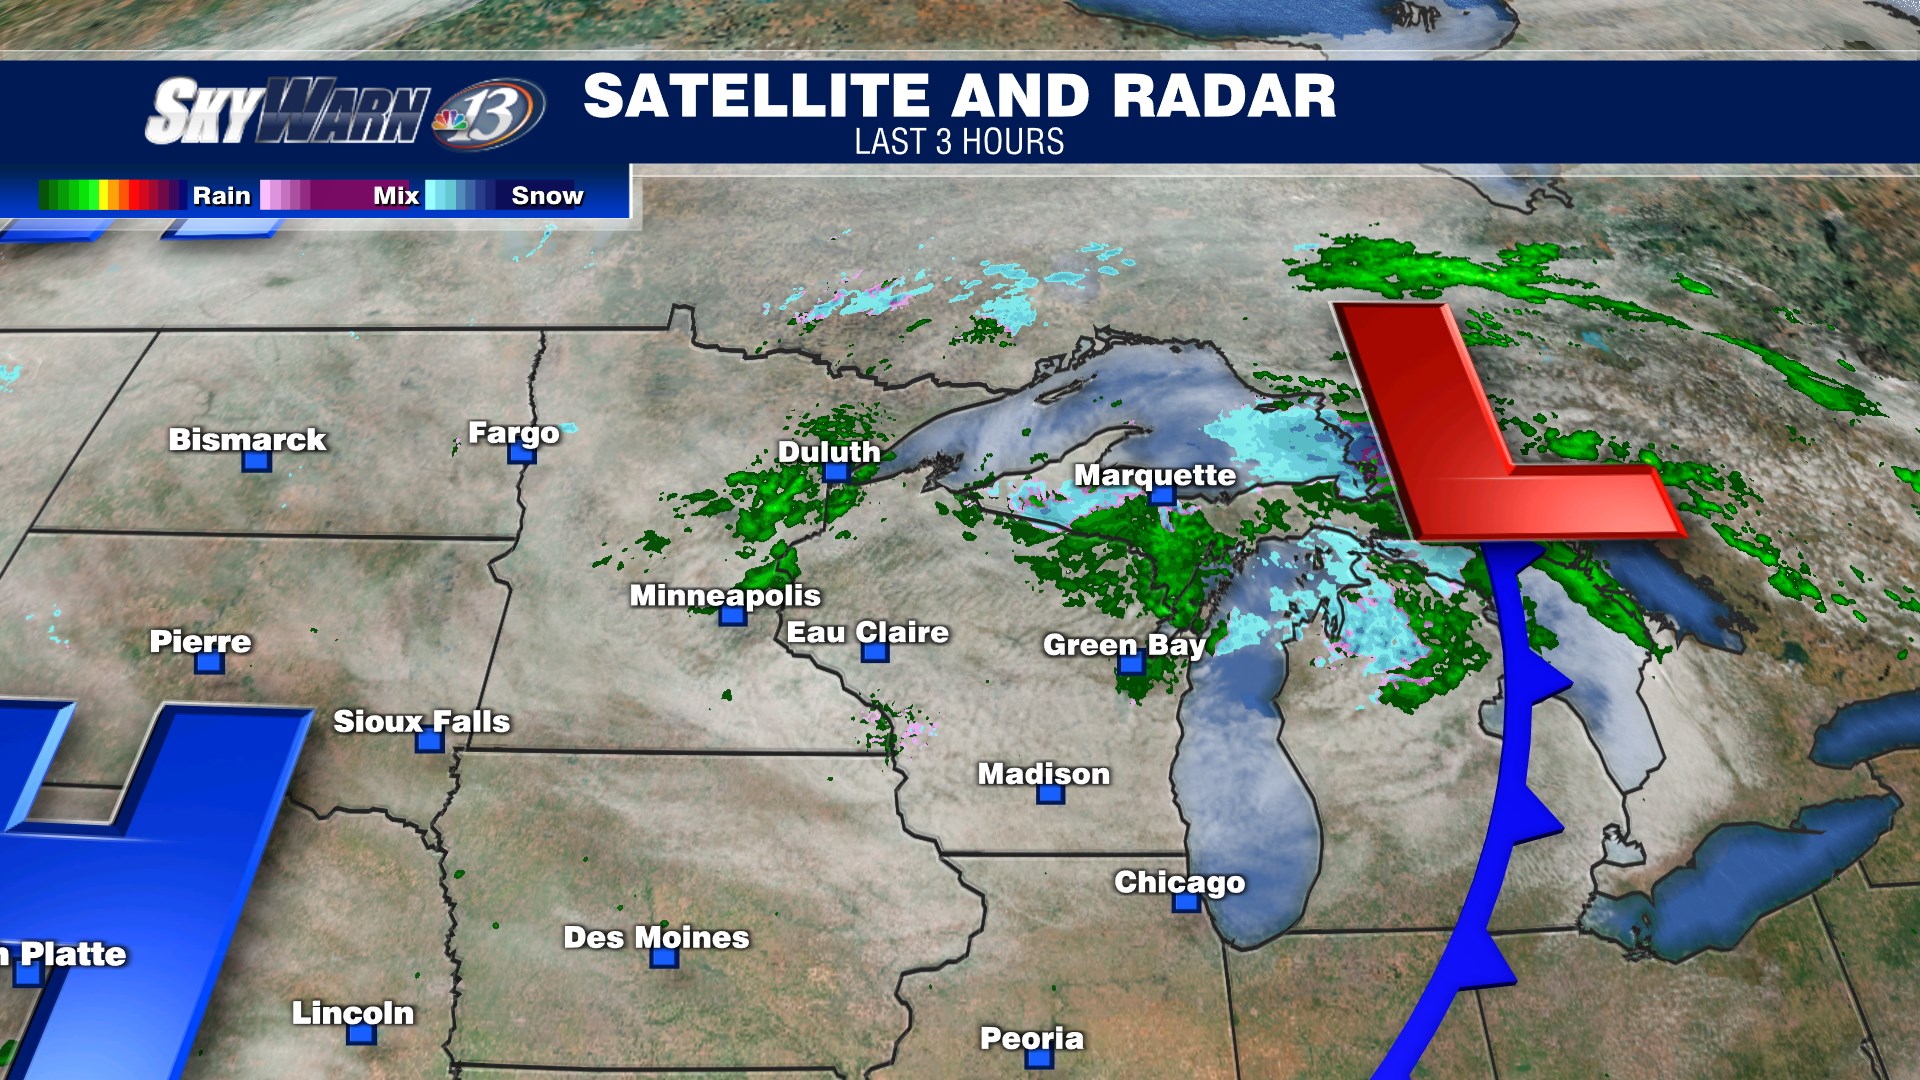 SKYWARN 13
SATELLITE AND RADAR
LAST 3 HOURS
Rain
Mix
Snow
L
Bismarck
Fargo
Duluth
Marquette
Minneapolis
Eau Claire
Green Bay
Pierre
Sioux Falls
Madison
H
Chicago
Des Moines
n Platte
Lincoln
Peoria